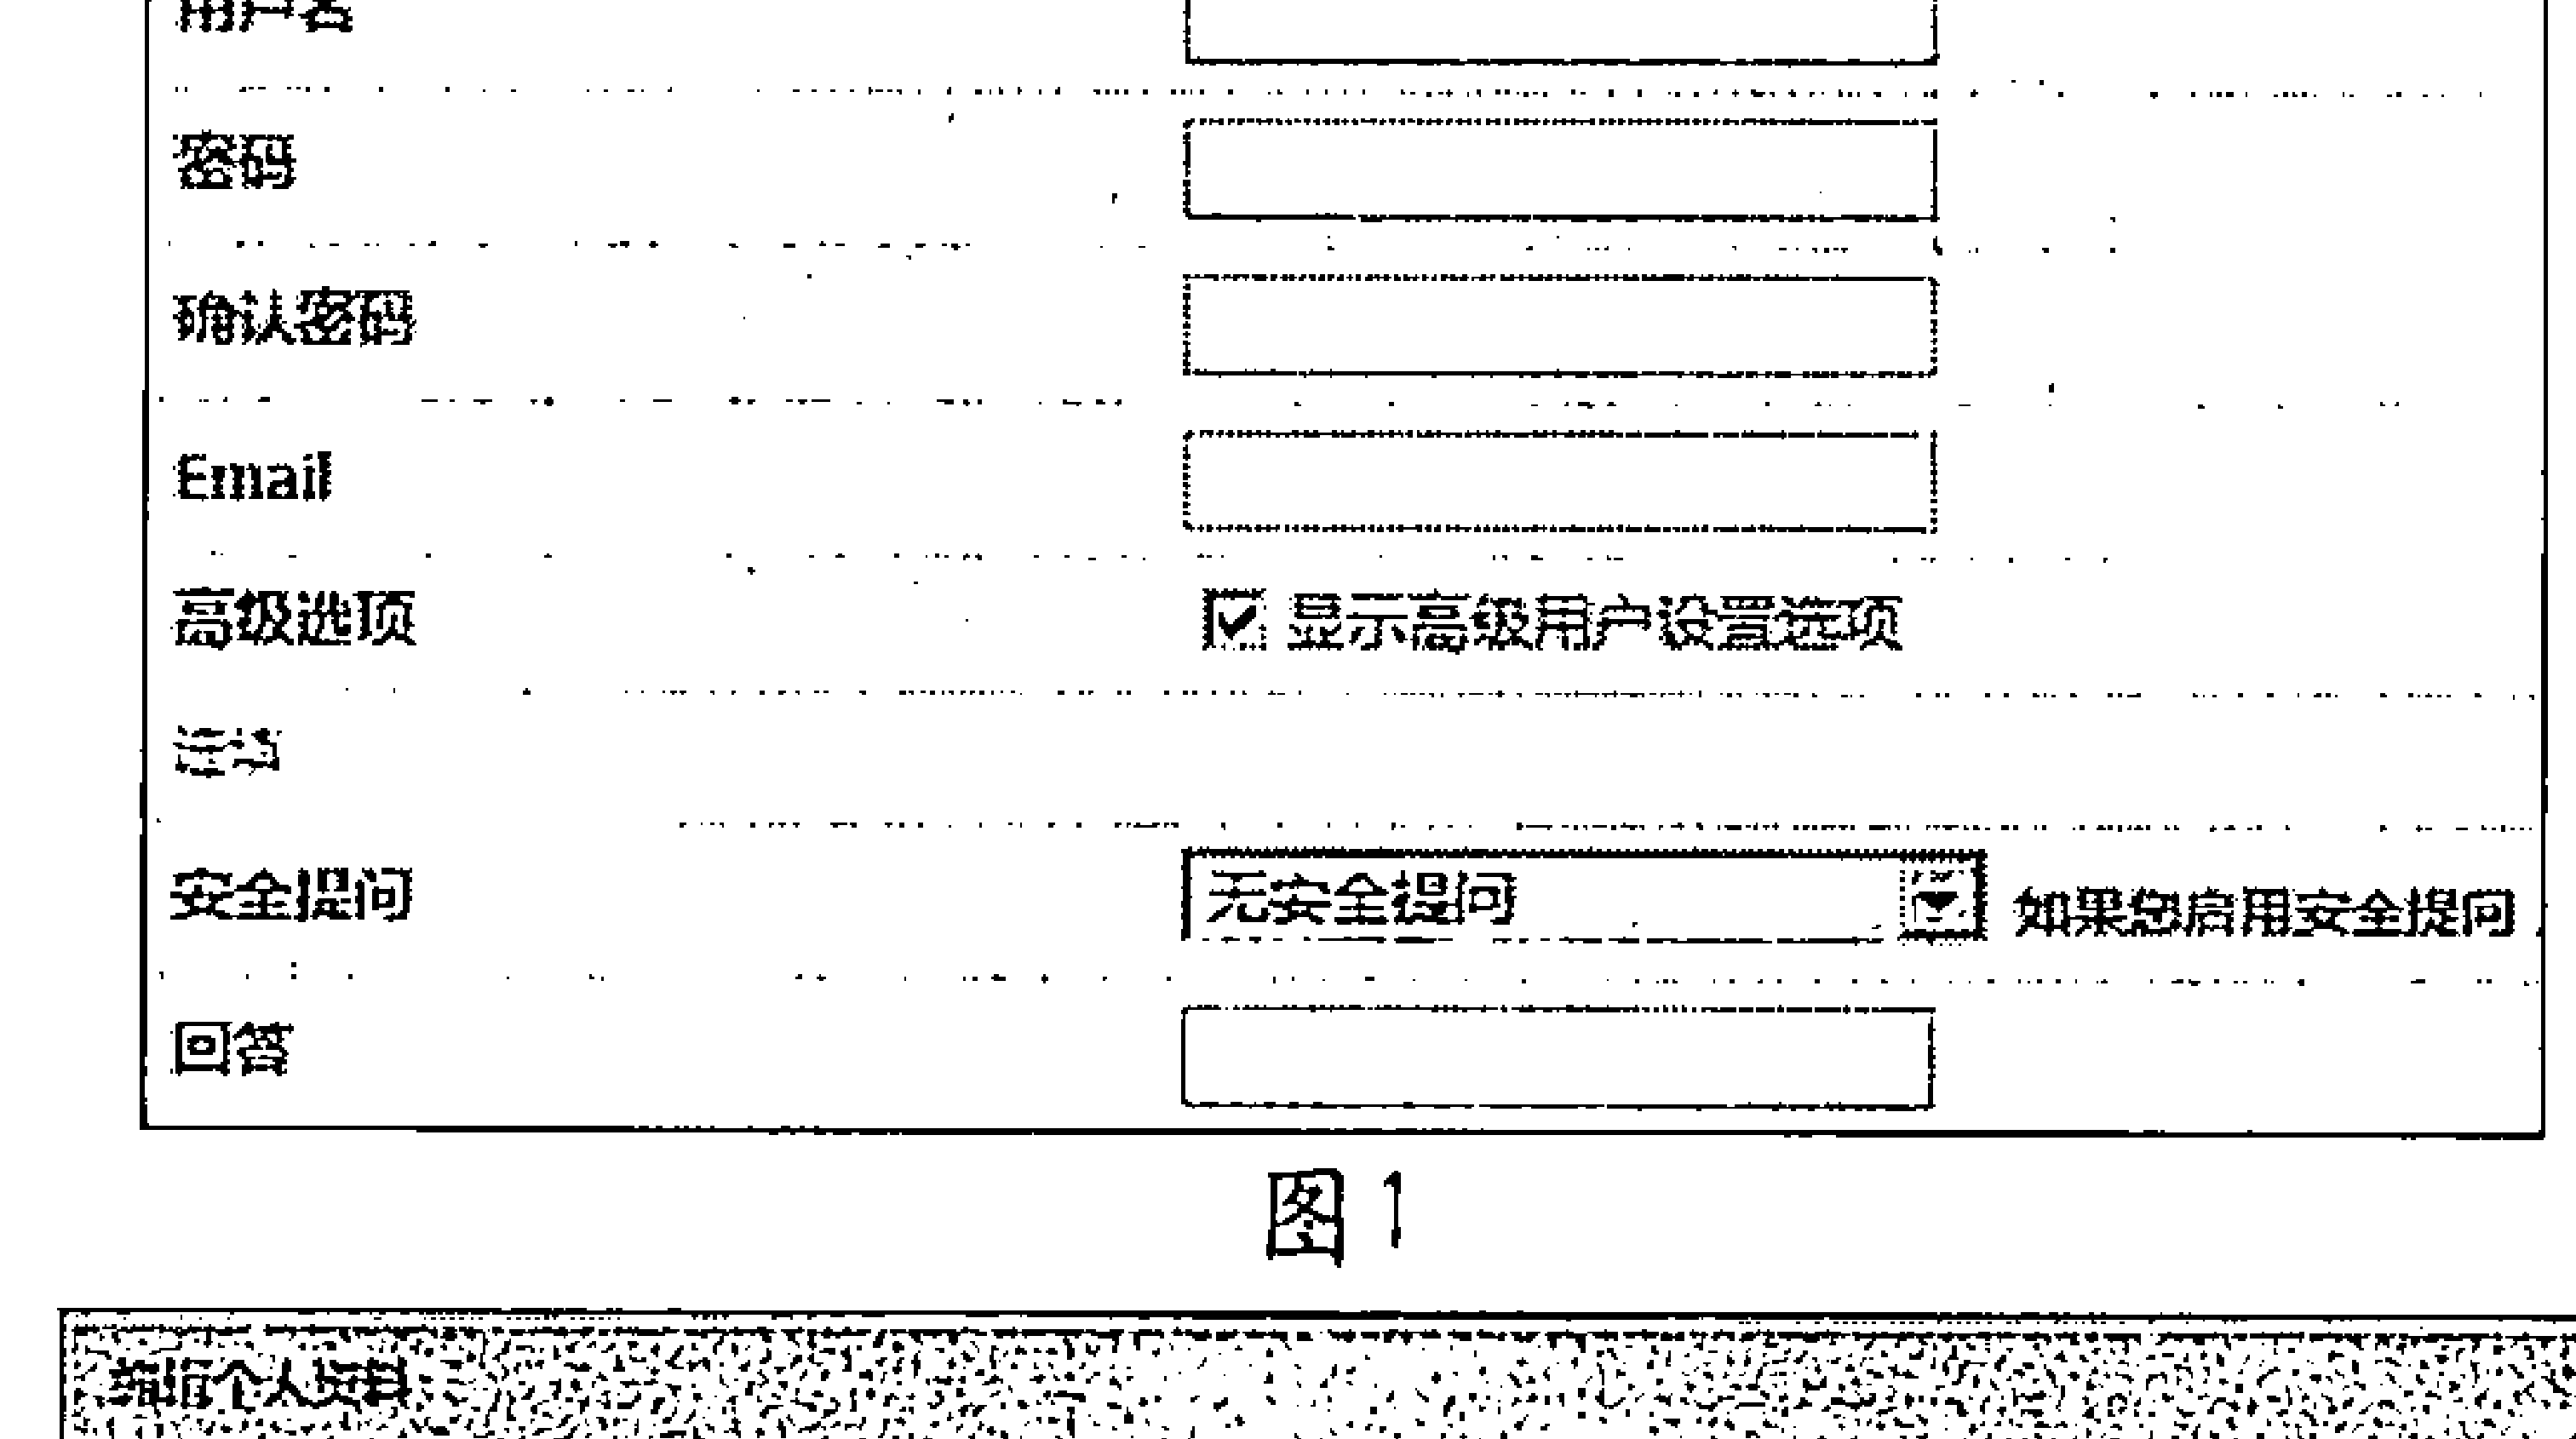 用户名
密码
确认密码
Email
高级选项 显示高级用户设置选项
安全提问 无安全提问 如果您启用安全提问
回答
图 1
编辑个人资料